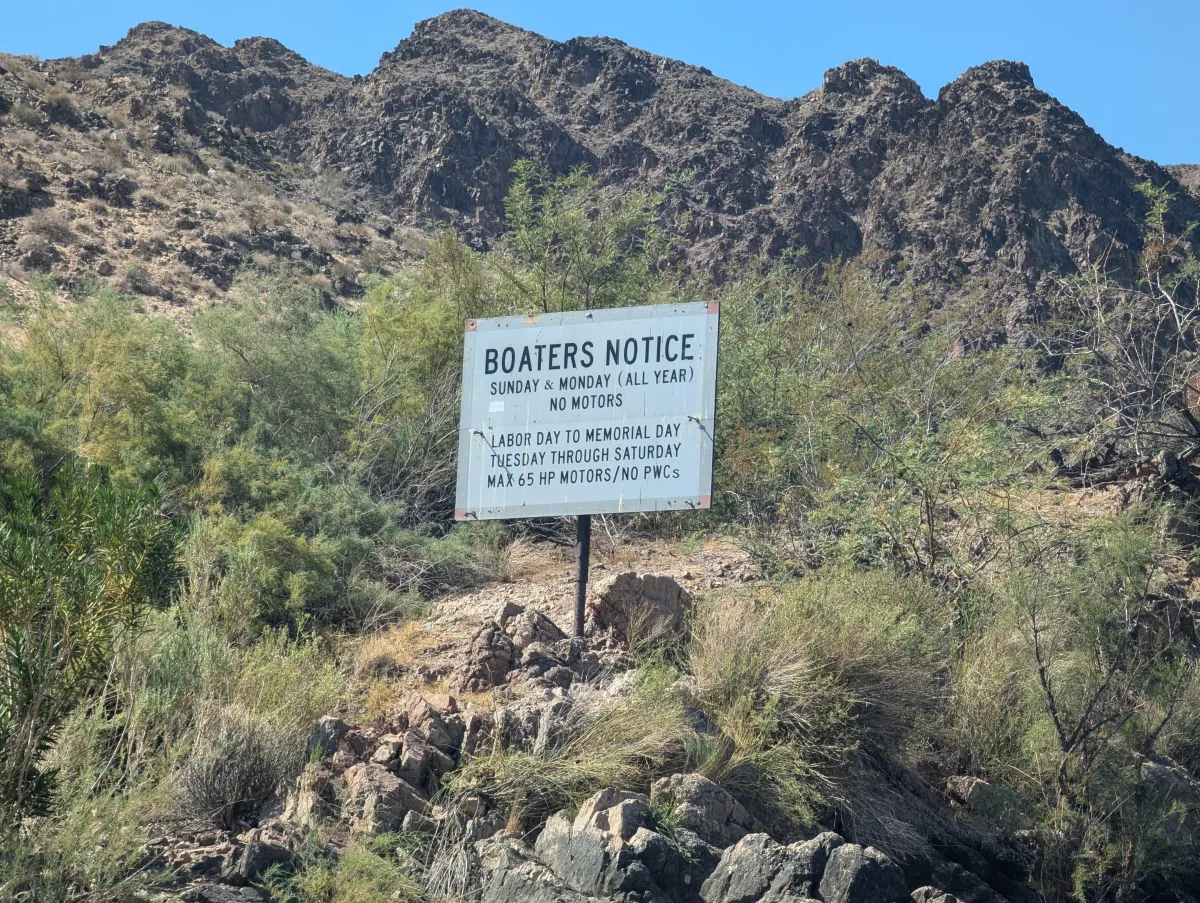 BOATERS NOTICE
SUNDAY & MONDAY (ALL YEAR)
NO MOTORS
LABOR DAY TO MEMORIAL DAY
TUESDAY THROUGH SATURDAY
MAX 65 HP MOTORS/NO PWCs